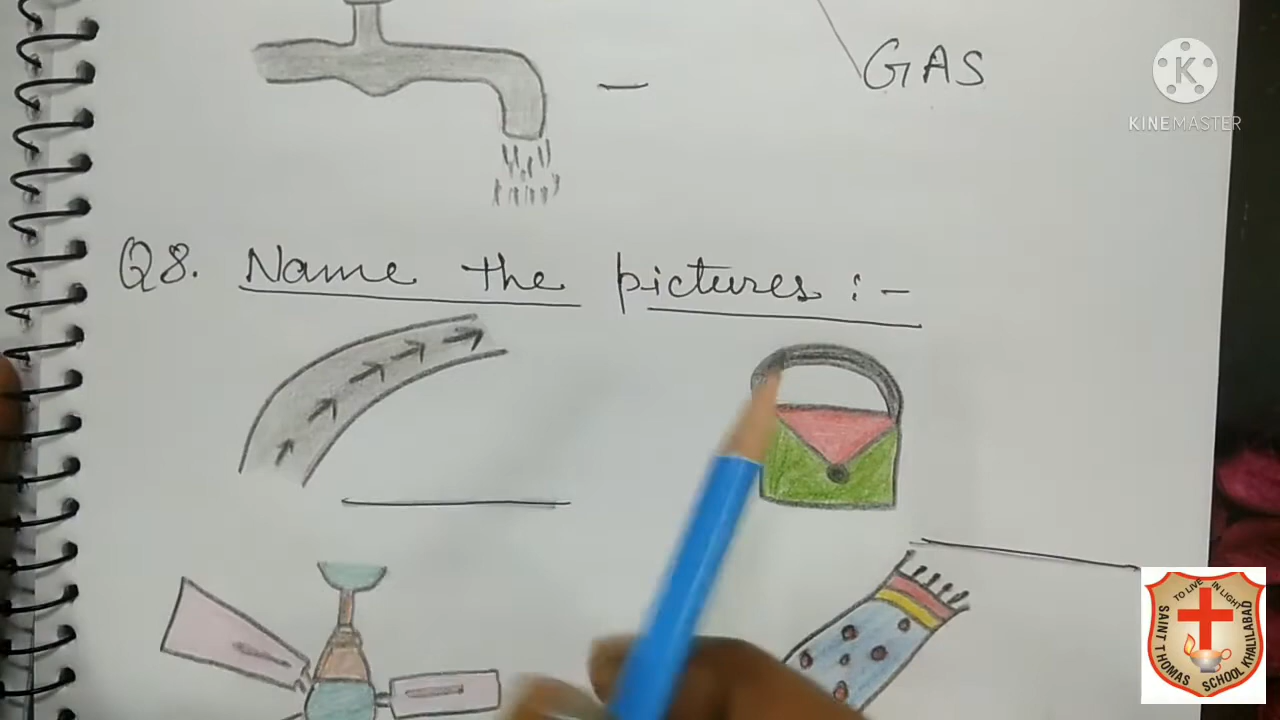 GAS
KINEMASTER
Q8. Name the pictures :-
TO LIVE IN LIGHT
SAINT THOMAS SCHOOL KHALILABAD